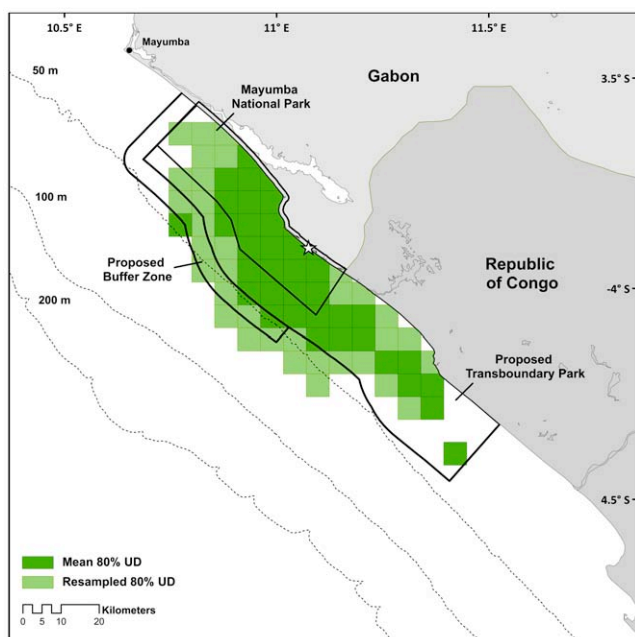 10.5° E
11° E
11.5° E
Mayumba
50 m
Gabon
3.5° S
Mayumba
National Park
100 m
Proposed
Buffer Zone
Republic
of Congo
-4° S
200 m
Proposed
Transboundary Park
4.5° S
Mean 80% UD
Resampled 80% UD
Kilometers
0 5 10 20